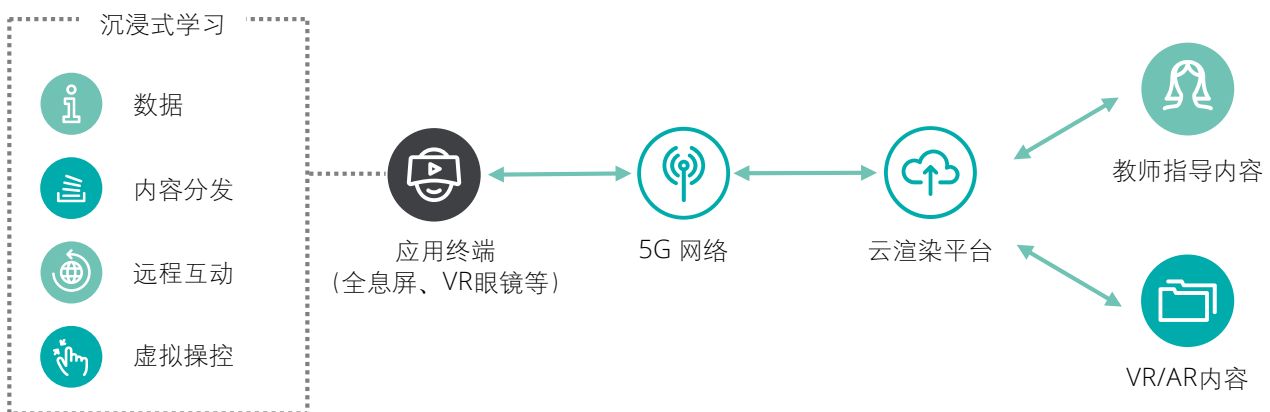 沉浸式学习
数据
内容分发
远程互动
虚拟操控
应用终端
（全息屏、VR眼镜等）
5G 网络
云渲染平台
教师指导内容
VR/AR内容